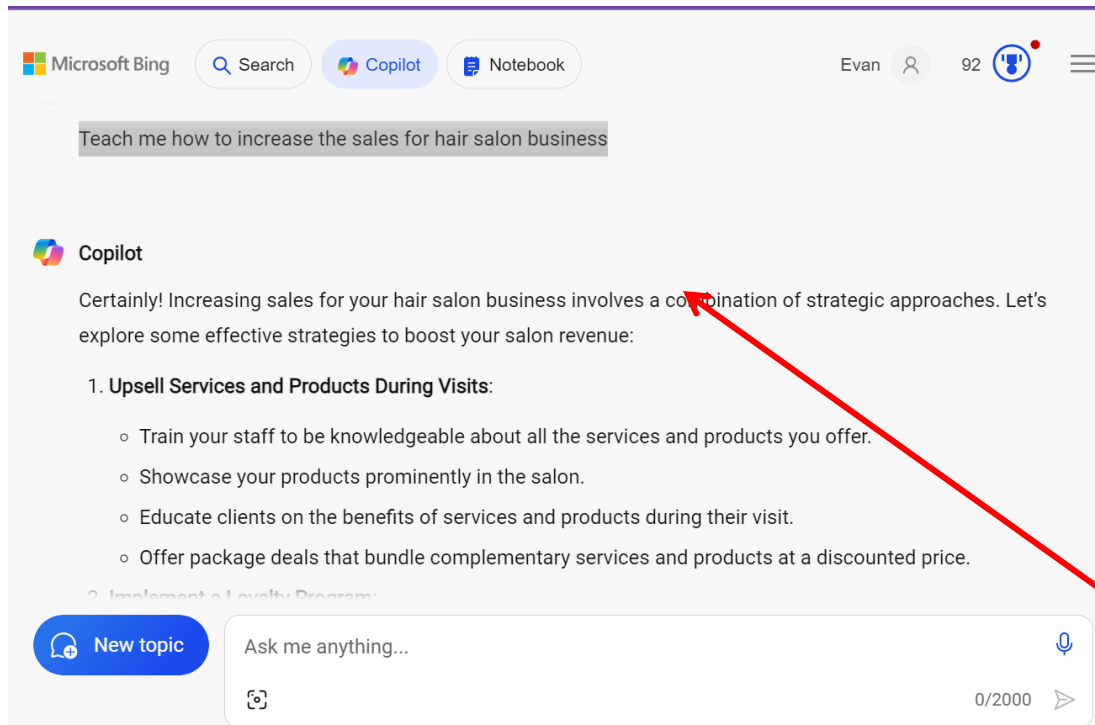 Microsoft Bing Search Copilot Notebook Evan 92
Teach me how to increase the sales for hair salon business
Copilot
Certainly! Increasing sales for your hair salon business involves a combination of strategic approaches. Let's
explore some effective strategies to boost your salon revenue:
1. Upsell Services and Products During Visits:
Train your staff to be knowledgeable about all the services and products you offer.
Showcase your products prominently in the salon.
Educate clients on the benefits of services and products during their visit.
Offer package deals that bundle complementary services and products at a discounted price.
2. Implement a Loyalty Program:
New topic Ask me anything...
0/2000